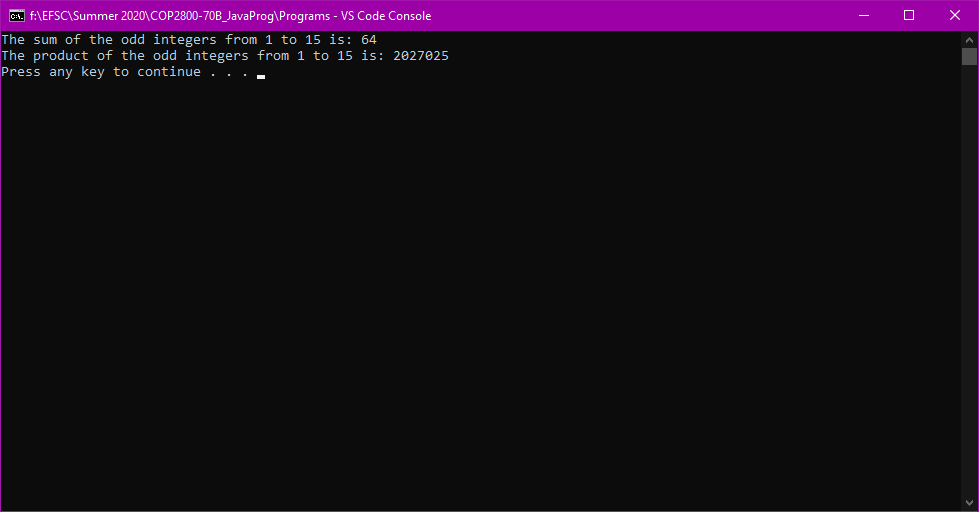 f:\EFSC\Summer 2020\COP2800-70B_JavaProg\Programs - VS Code Console
The sum of the odd integers from 1 to 15 is: 64
The product of the odd integers from 1 to 15 is: 2027025
Press any key to continue . . .